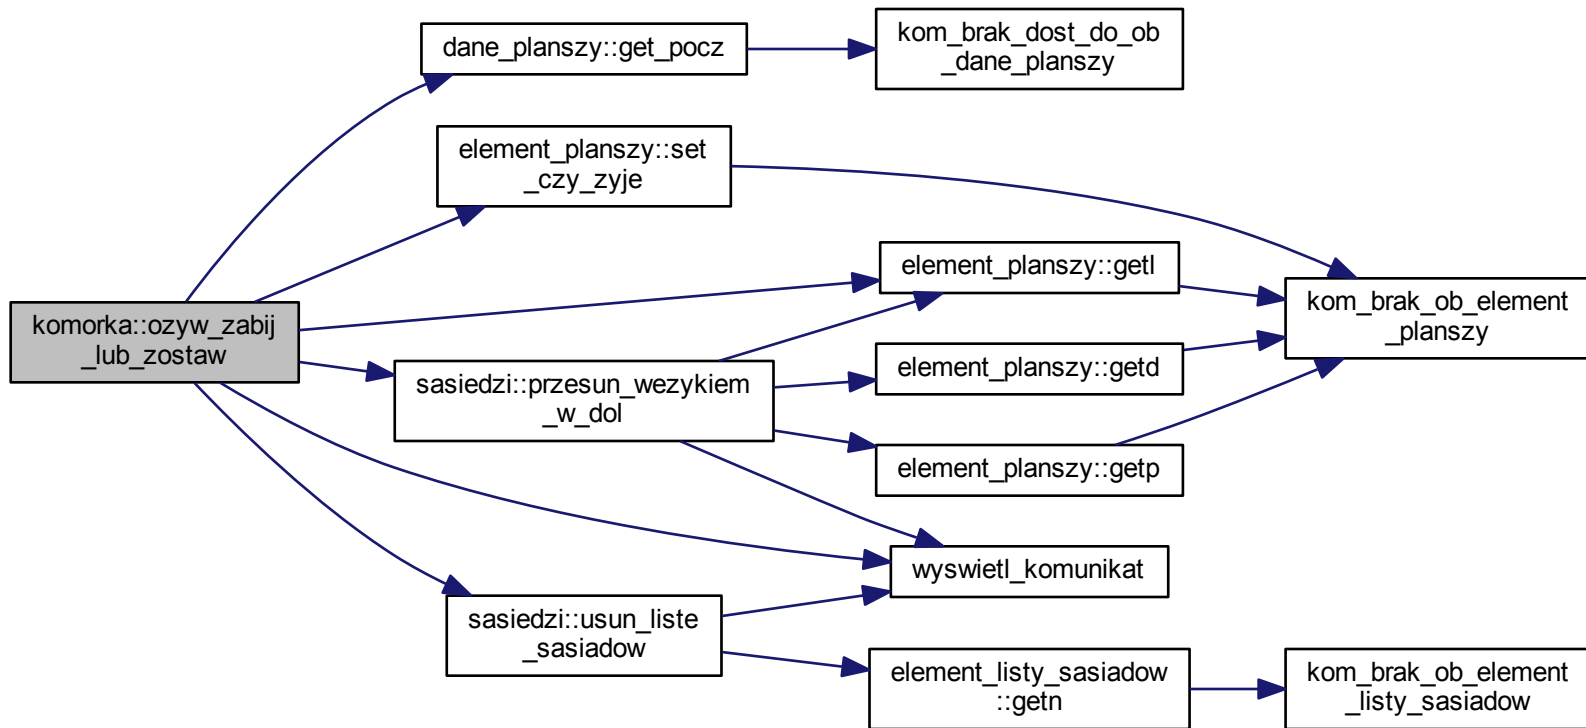 dane_planszy::get_pocz
kom_brak_dost_do_ob
_dane_planszy
element_planszy::set
_czy_zyje
element_planszy::getl
kom_brak_ob_element
_planszy
komorka::ozyw_zabij
_lub_zostaw
element_planszy::getd
sasiedzi::przesun_wezykiem
_w_dol
element_planszy::getp
wyswietl_komunikat
sasiedzi::usun_liste
_sasiadow
element_listy_sasiadow
::getn
kom_brak_ob_element
_listy_sasiadow